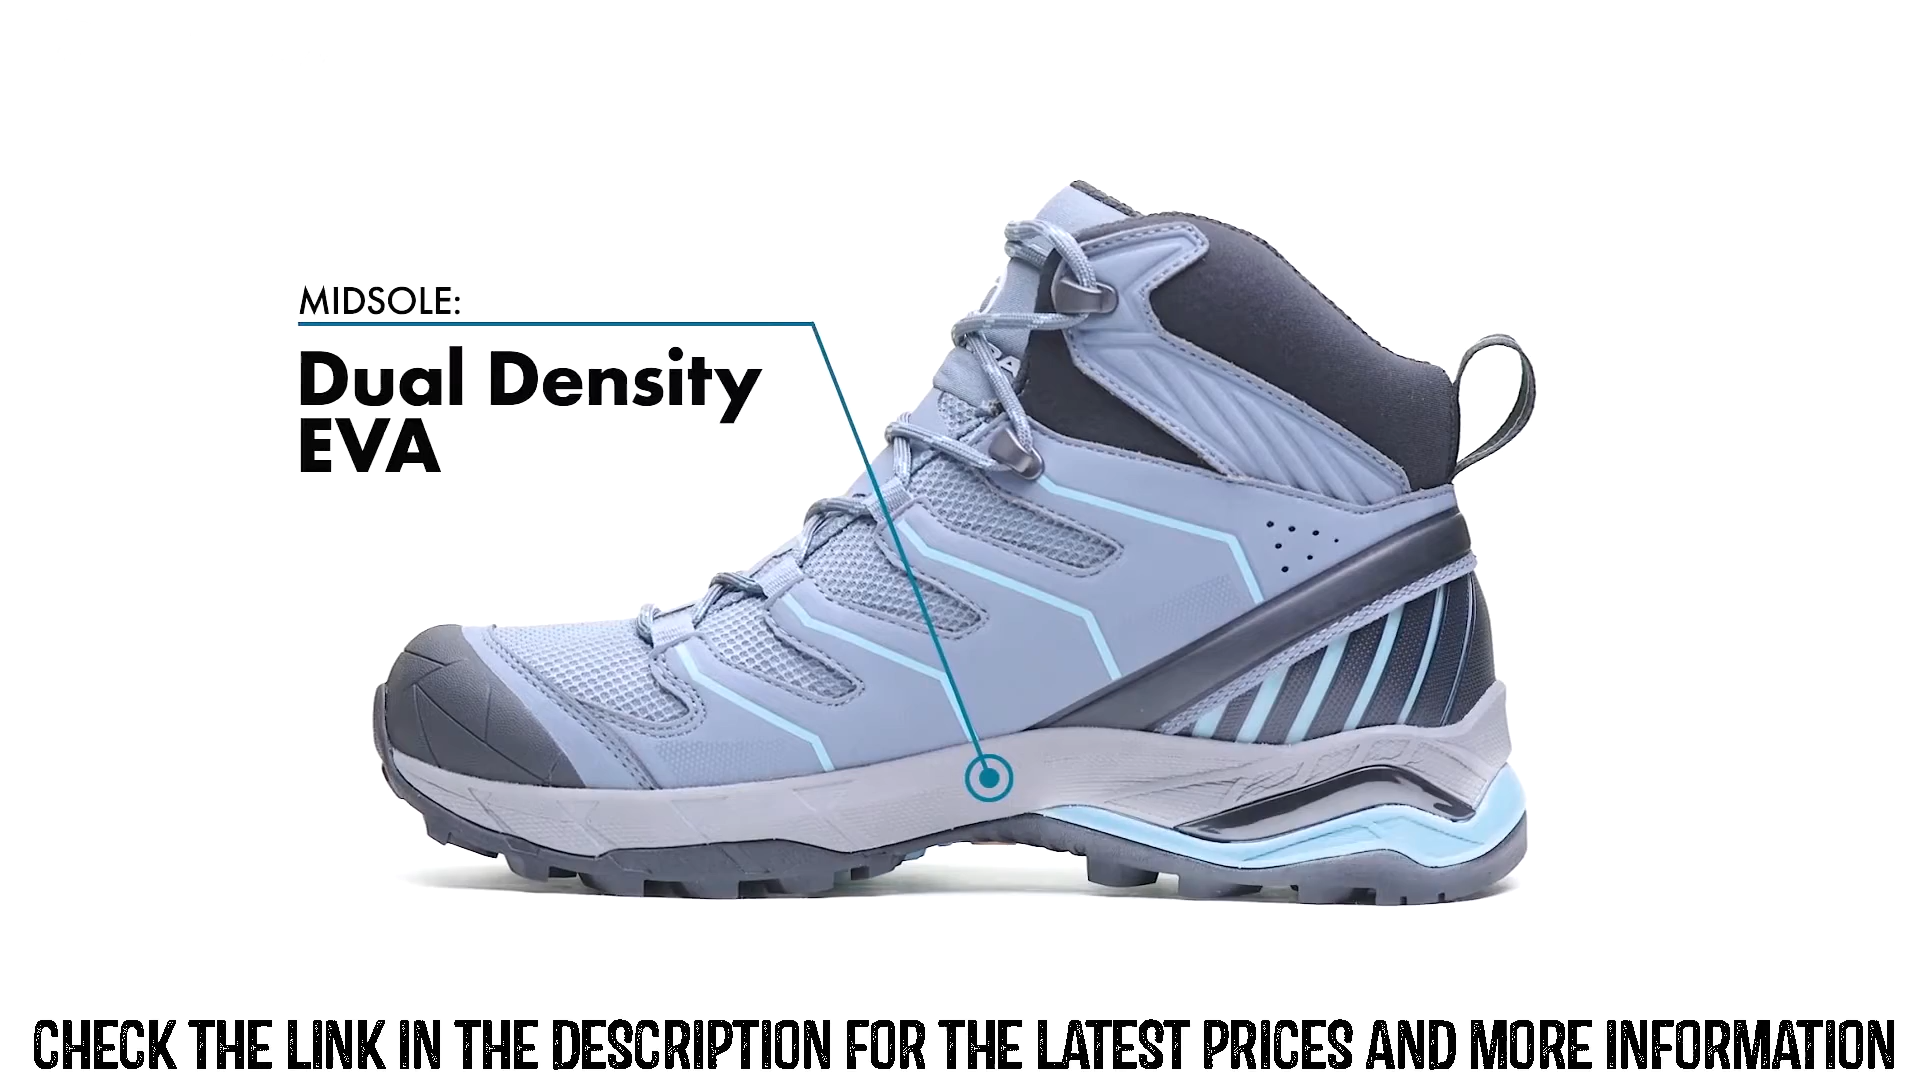 MIDSOLE:
Dual Density
EVA
CHECK THE LINK IN THE DESCRIPTION FOR THE LATEST PRICES AND MORE INFORMATION